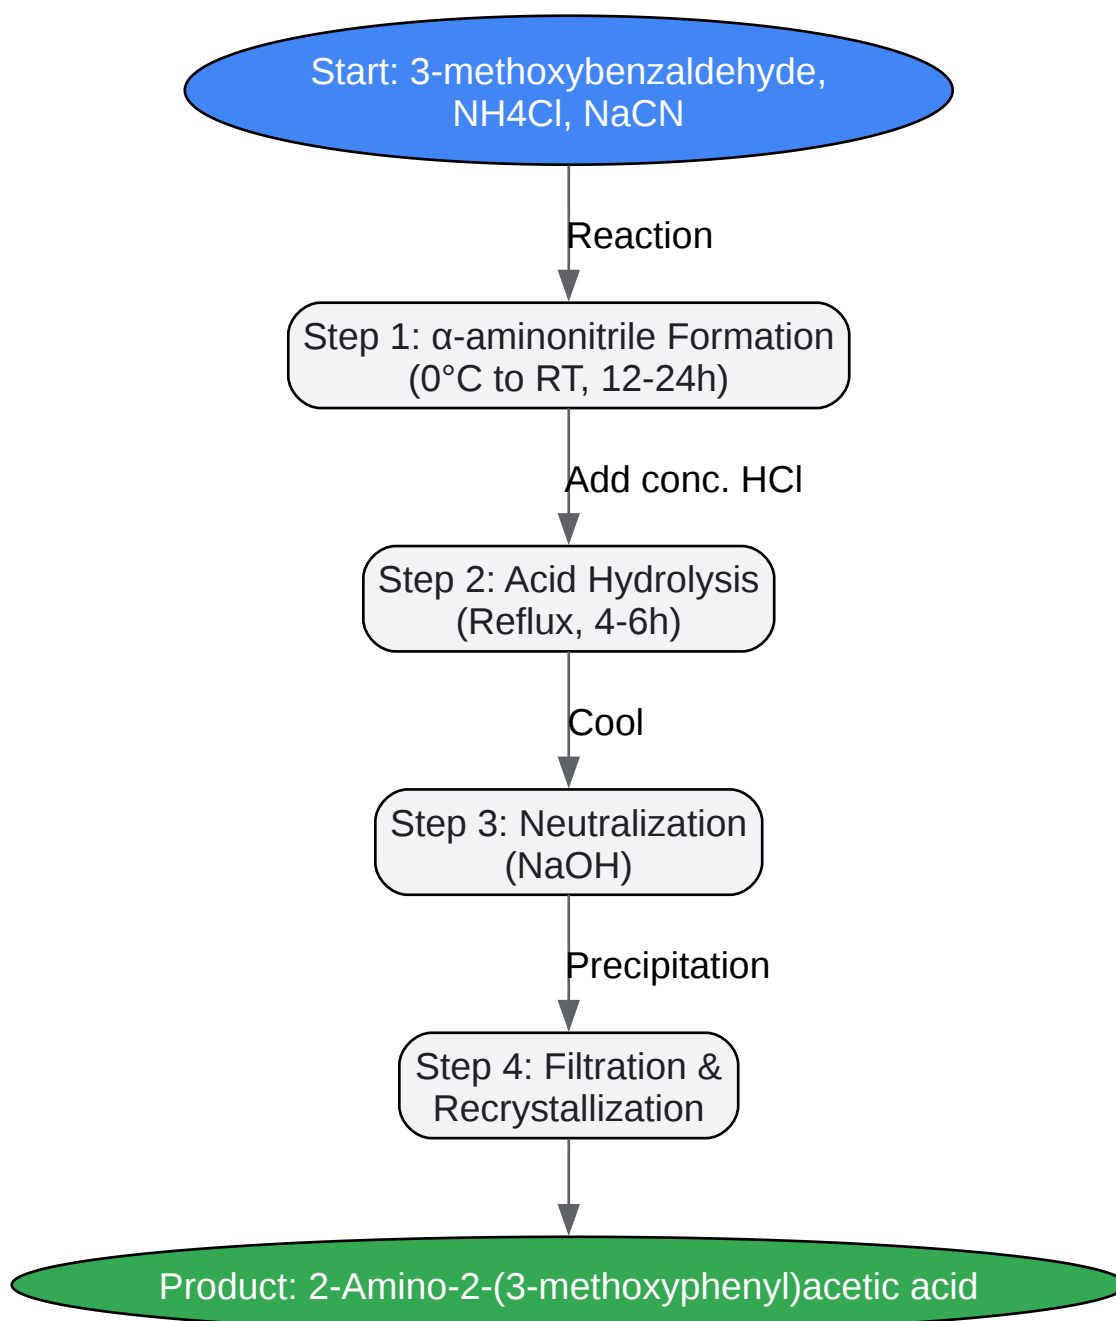 Start: 3-methoxybenzaldehyde,
NH4Cl, NaCN
Reaction
Step 1: α-aminonitrile Formation
(0°C to RT, 12-24h)
Add conc. HCl
Step 2: Acid Hydrolysis
(Reflux, 4-6h)
Cool
Step 3: Neutralization
(NaOH)
Precipitation
Step 4: Filtration &
Recrystallization
Product: 2-Amino-2-(3-methoxyphenyl)acetic acid